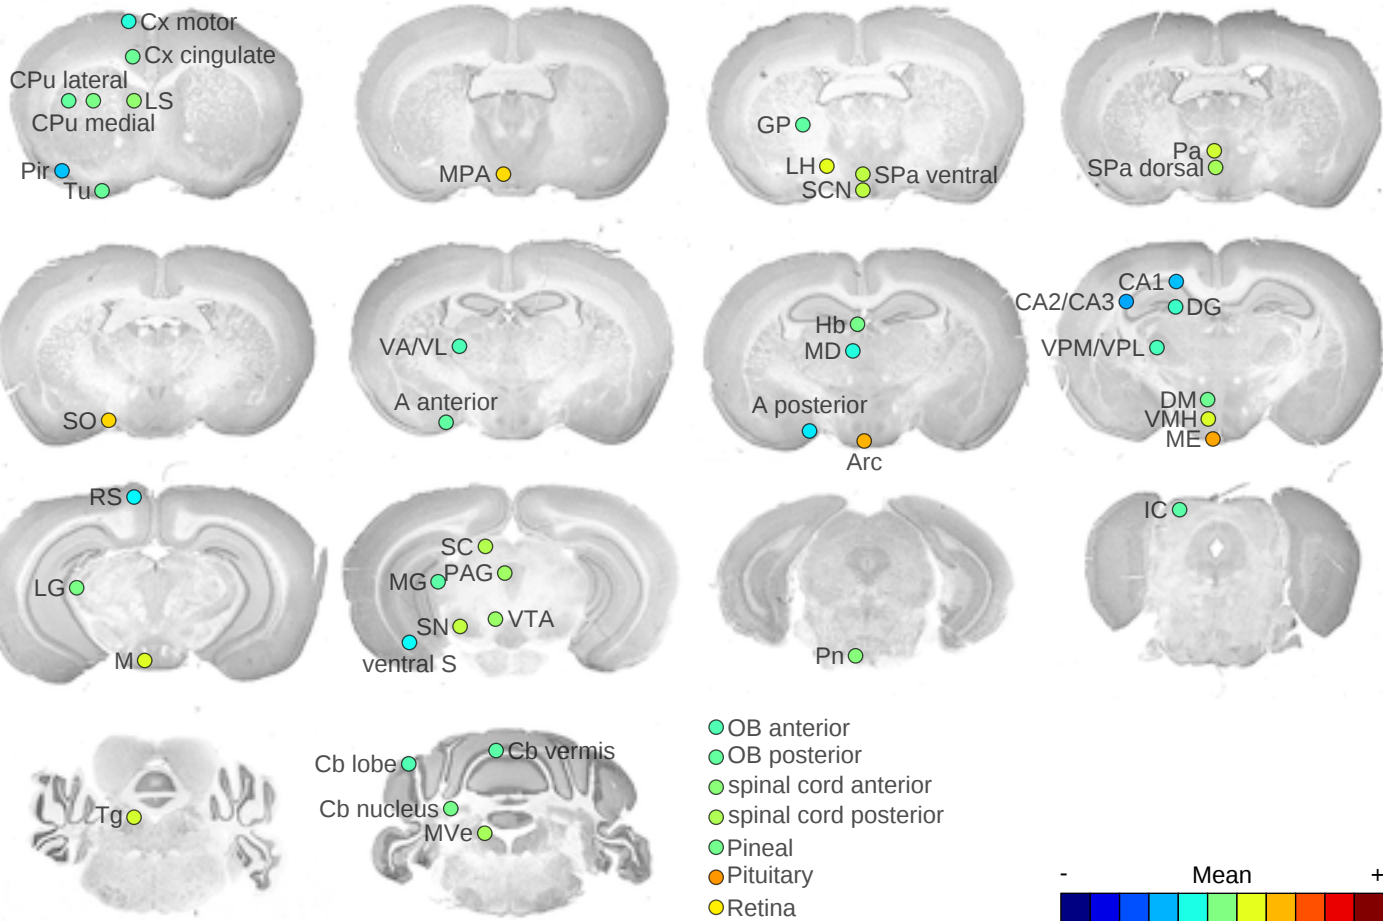 Cx motor
Cx cingulate
CPu lateral
LS
CPu medial
Pir
Tu
MPA
GP
LH
SPa ventral
SCN
Pa
SPa dorsal
SO
VA/VL
A anterior
Hb
MD
A posterior
Arc
CA1
CA2/CA3
DG
VPM/VPL
DM
VMH
ME
RS
LG
M
SC
PAG
MG
VTA
SN
ventral S
Pn
IC
Tg
Cb lobe
Cb vermis
Cb nucleus
MVe
OB anterior
OB posterior
spinal cord anterior
spinal cord posterior
Pineal
Pituitary
Retina
- Mean +